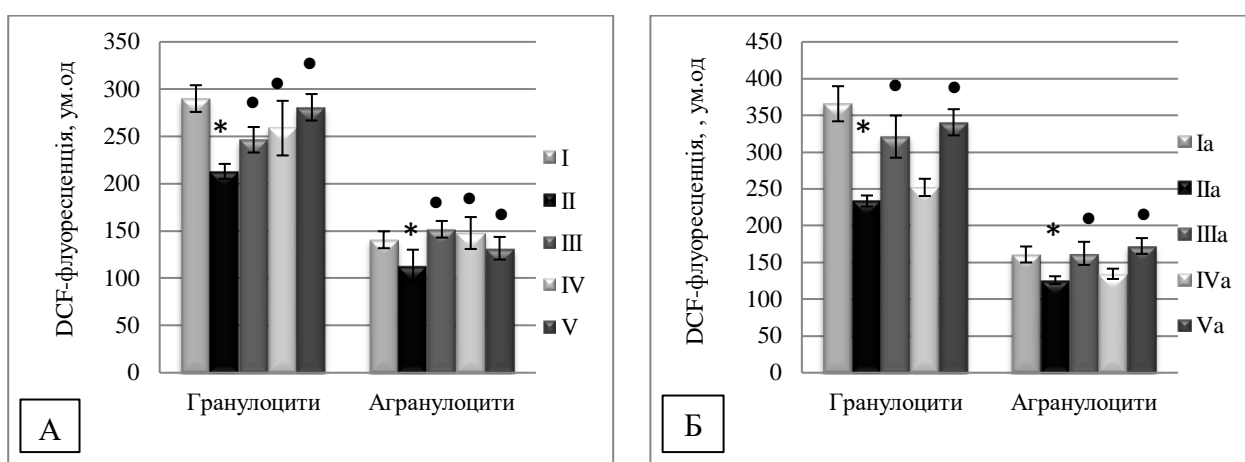 DCF-флуоресценція, ум.од
350
300
250
200
150
100
50
0
*
●
●
●
*
●
●
●
Гранулоцити
Агранулоцити
I
II
III
IV
V
А
DCF-флуоресценція, , ум.од
450
400
350
300
250
200
150
100
50
0
*
●
●
*
●
●
Гранулоцити
Агранулоцити
Ia
IIa
IIIa
IVa
Va
Б